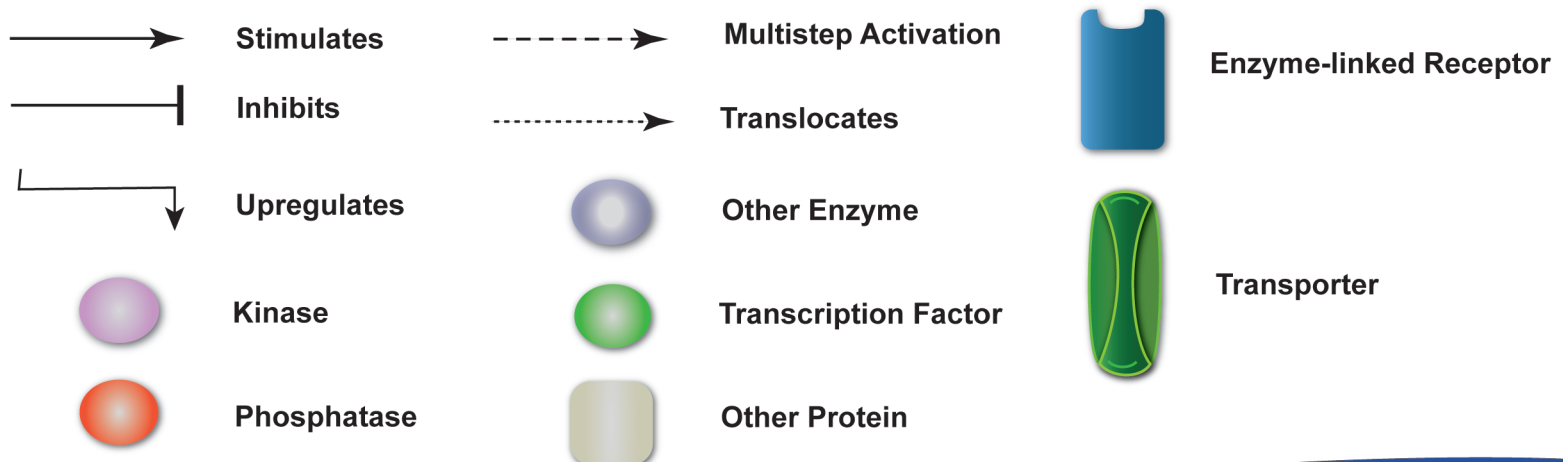 Stimulates
Inhibits
Upregulates
Kinase
Phosphatase
Multistep Activation
Translocates
Other Enzyme
Transcription Factor
Other Protein
Enzyme-linked Receptor
Transporter